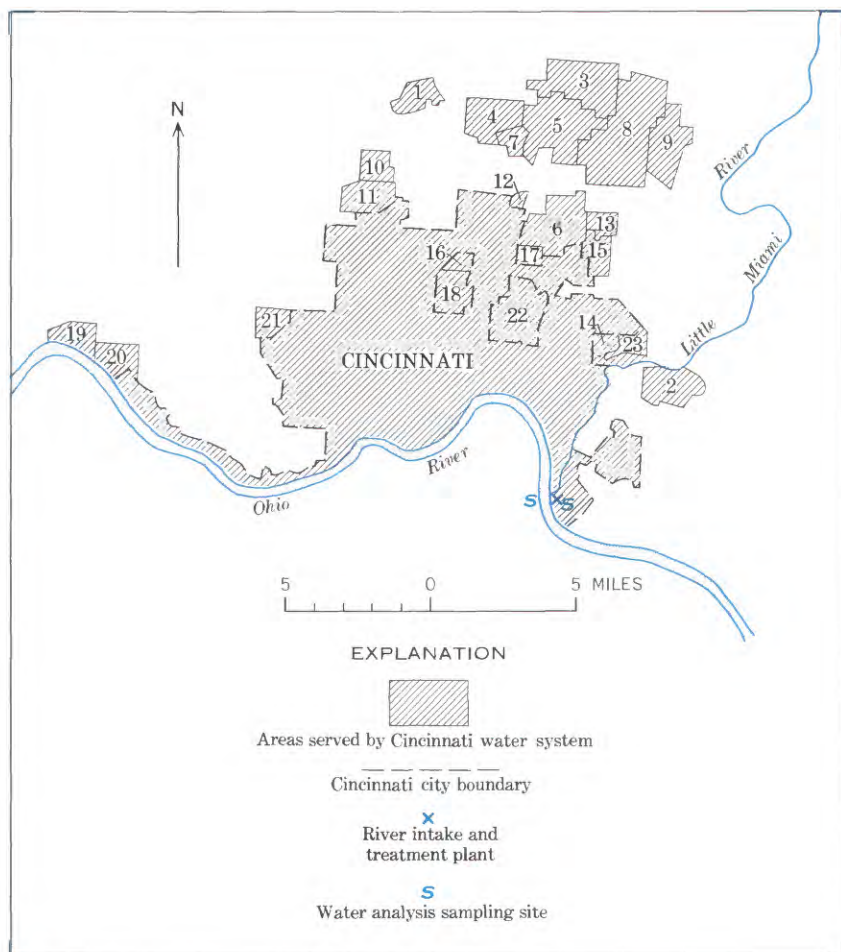 N
1
3
4
5
8
9
7
10
11
12
6
13
16
17
15
18
22
14
23
21
19
20
2
CINCINNATI
River
Miami
Little
River
Ohio
S
S
5 0 5 MILES
EXPLANATION
Areas served by Cincinnati water system
Cincinnati city boundary
x
River intake and
treatment plant
S
Water analysis sampling site